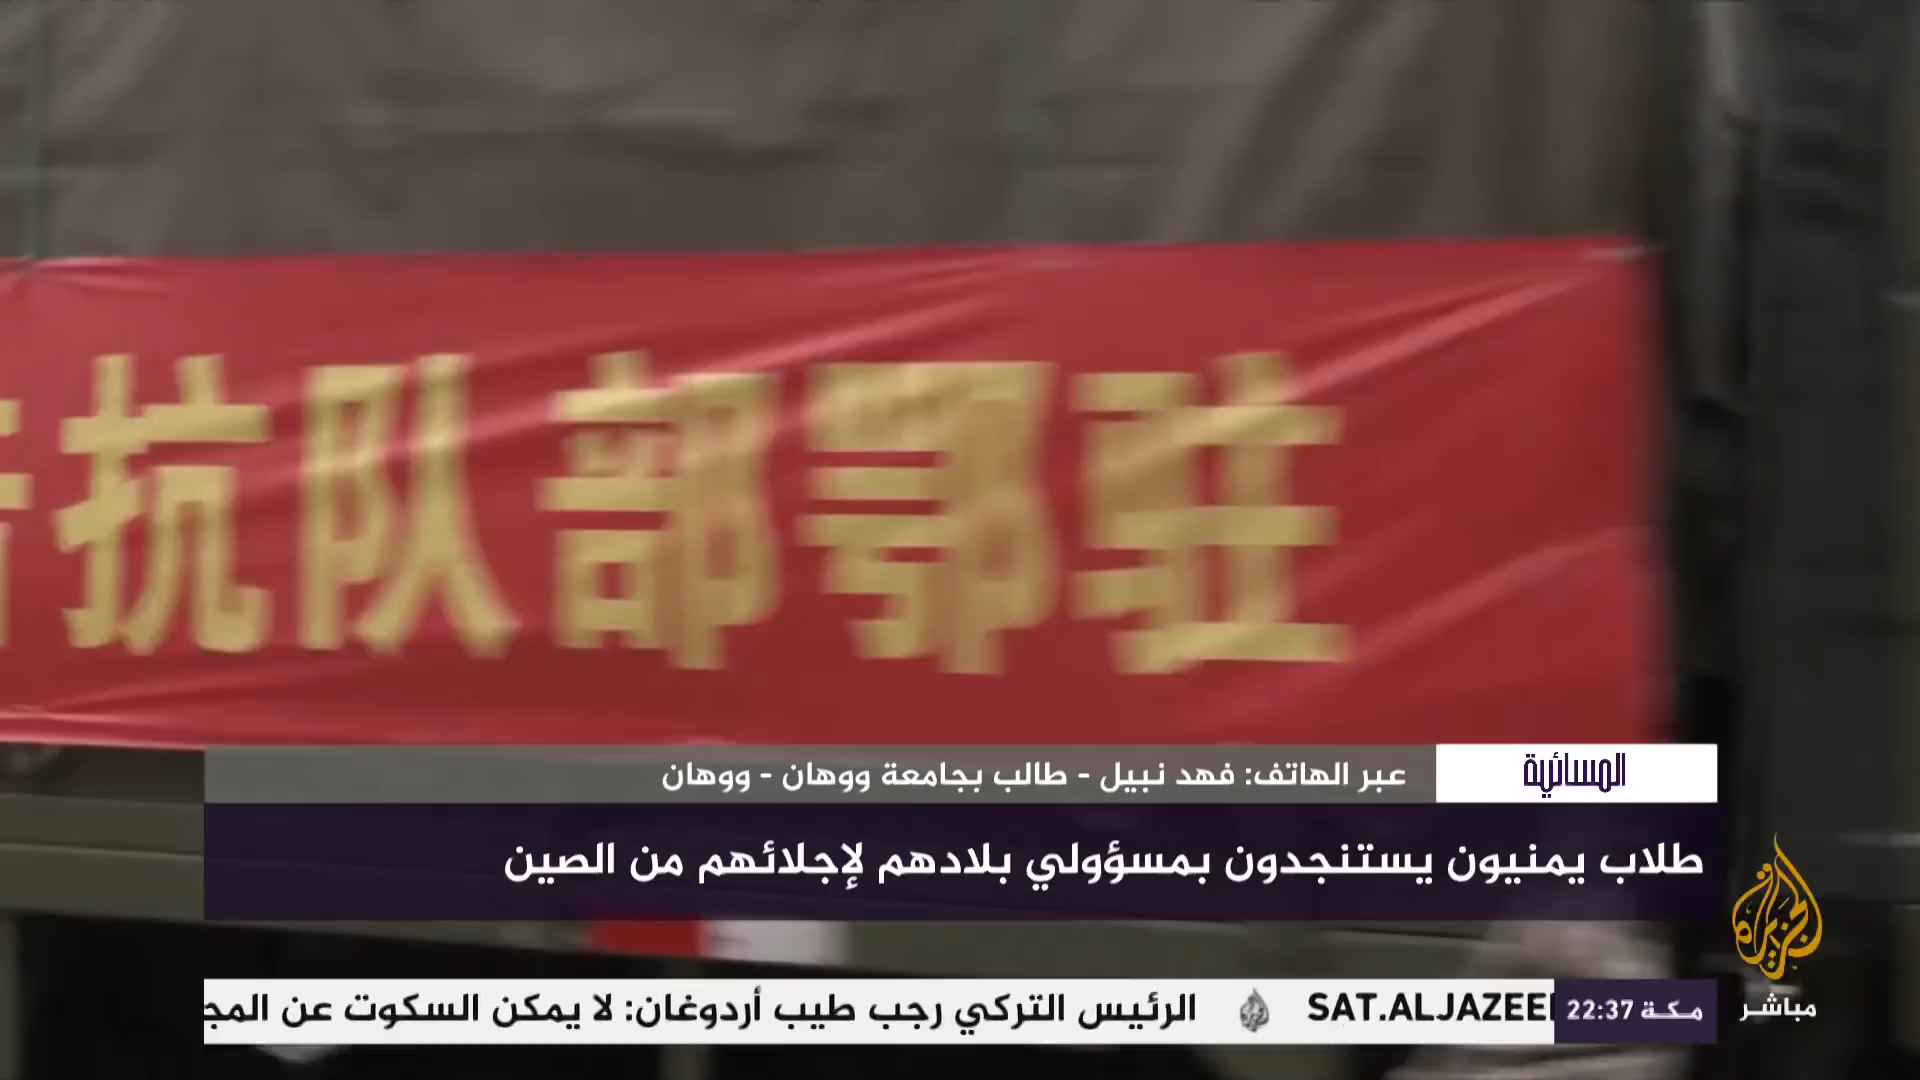 抗队部鄂驻
المسائية
عبر الهاتف: فهد نبيل - طالب بجامعة ووهان - ووهان
طلاب يمنيون يستنجدون بمسؤولي بلادهم لإجلائهم من الصين
الجزيرة
مباشر
مكة 22:37
SAT.ALJAZEE
الرئيس التركي رجب طيب أردوغان: لا يمكن السكوت عن المج